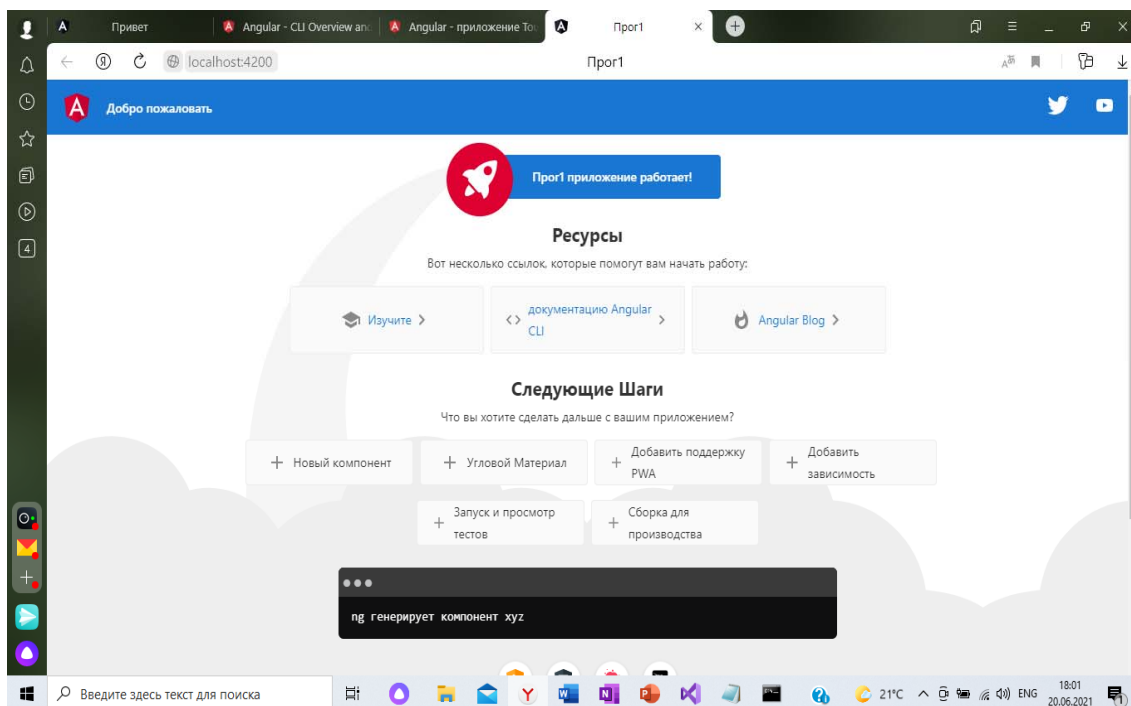 Привет
Angular - CLI Overview and
Angular - приложение To
Прог1
localhost:4200
Прог1
Добро пожаловать
Прог1 приложение работает!
Ресурсы
Вот несколько ссылок, которые помогут вам начать работу:
Изучите
документацию Angular
CLI
Angular Blog
Следующие Шаги
Что вы хотите сделать дальше с вашим приложением?
Новый компонент
Угловой Материал
Добавить поддержку
PWA
Добавить
зависимость
Запуск и просмотр
тестов
Сборка для
производства
4
ng генерирует компонент xyz
Введите здесь текст для поиска
21°C
ENG
18:01
20.06.2021